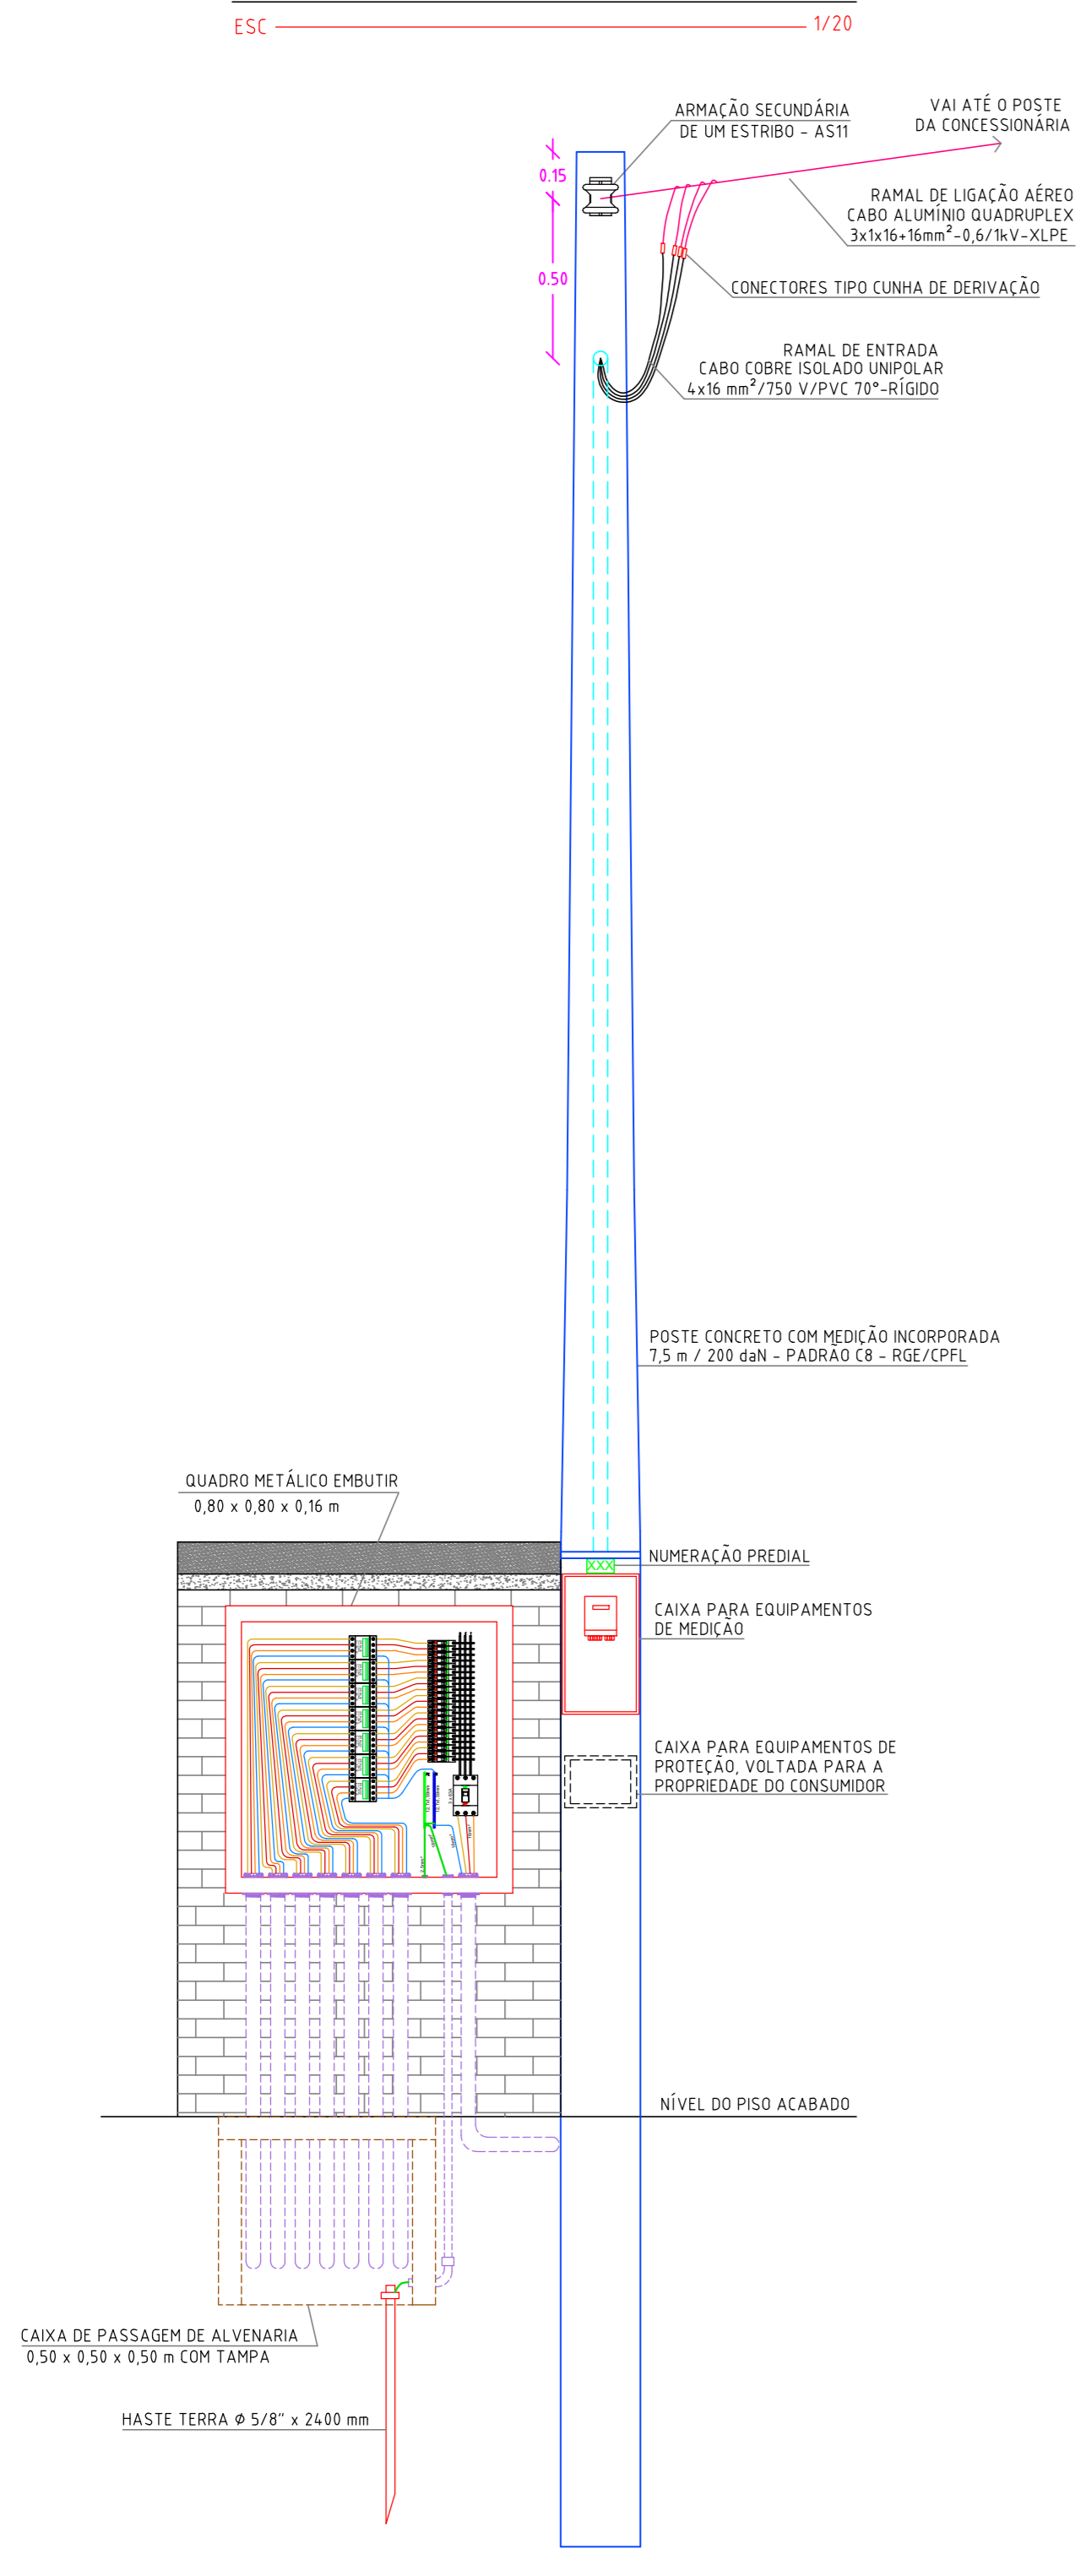 ESC 1/20
ARMAÇÃO SECUNDÁRIA
DE UM ESTRIBO - AS11
VAI ATÉ O POSTE
DA CONCESSIONÁRIA
0.15
RAMAL DE LIGAÇÃO AÉREO
CABO ALUMÍNIO QUADRUPLEX
3x1x16+16mm²-0,6/1kV-XLPE
0.50
CONECTORES TIPO CUNHA DE DERIVAÇÃO
RAMAL DE ENTRADA
CABO COBRE ISOLADO UNIPOLAR
4x16 mm²/750 V/PVC 70°-RÍGIDO
POSTE CONCRETO COM MEDIÇÃO INCORPORADA
7,5 m / 200 daN - PADRÃO C8 - RGE/CPFL
QUADRO METÁLICO EMBUTIR
0,80 x 0,80 x 0,16 m
XXX
NUMERAÇÃO PREDIAL
CAIXA PARA EQUIPAMENTOS
DE MEDIÇÃO
CAIXA PARA EQUIPAMENTOS DE
PROTEÇÃO, VOLTADA PARA A
PROPRIEDADE DO CONSUMIDOR
NÍVEL DO PISO ACABADO
CAIXA DE PASSAGEM DE ALVENARIA
0,50 x 0,50 x 0,50 m COM TAMPA
HASTE TERRA Ø 5/8" x 2400 mm